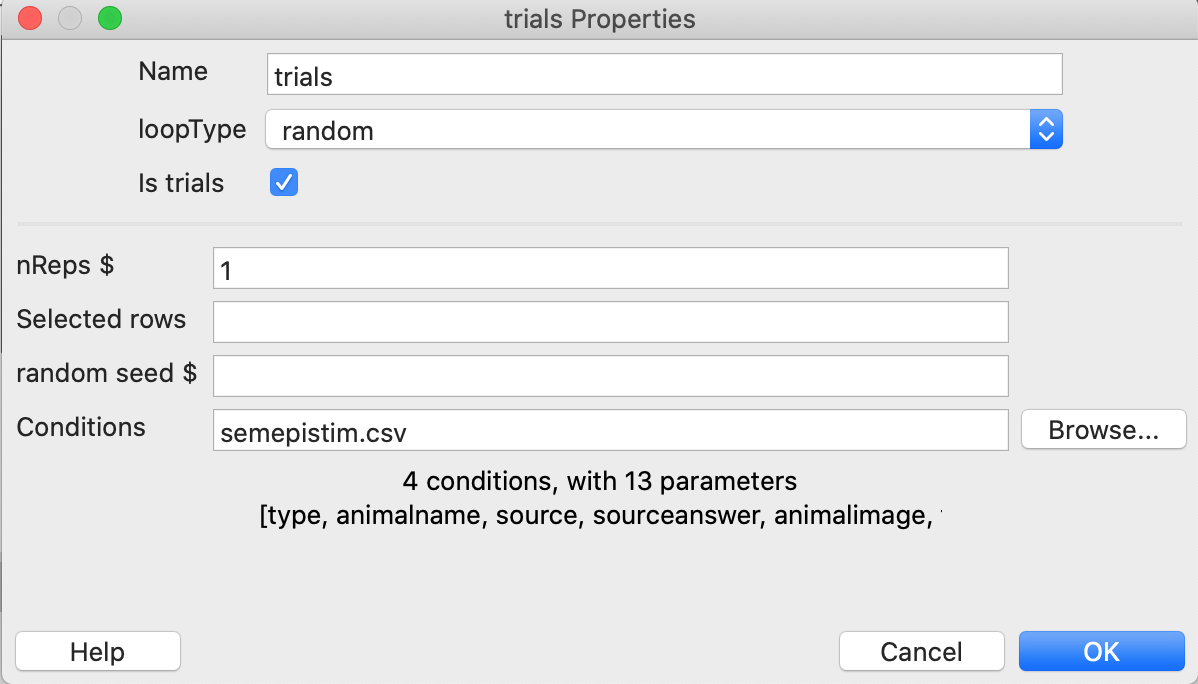 trials Properties
Name
trials
loopType
random
Is trials
nReps $
1
Selected rows
random seed $
Conditions
semepistim.csv
Browse...
4 conditions, with 13 parameters
[type, animalname, source, sourceanswer, animalimage,
Help
Cancel
OK